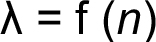 λ = f (n)